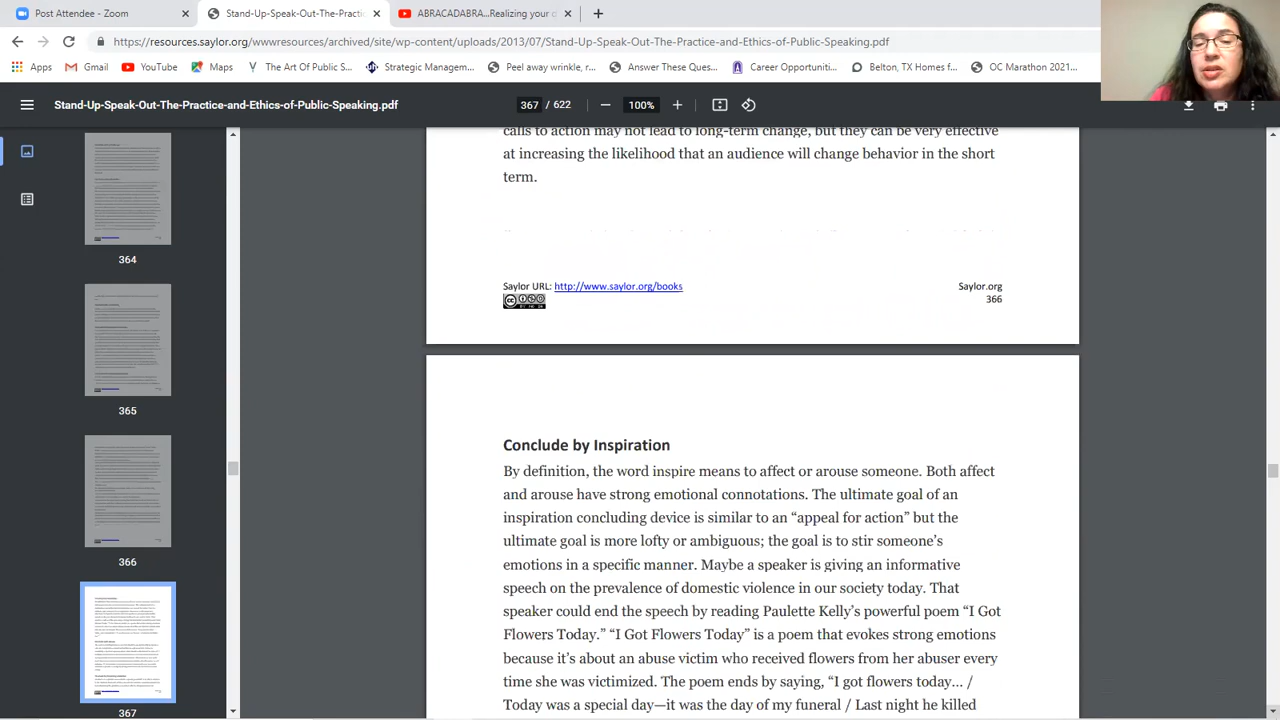 Post Attendee - Zoom
Stand-Up-Speak-Out-The-Practi
ABRACADABRA...Realizing your d
https://resources.saylor.org/wwwresources/archived/site/wp-content/uploads
/Stand-Up-Speak-Out-The-Practice-and-Ethics-of-Public-Speaking.pdf
Apps
Gmail
YouTube
Maps
The Art Of Public S...
Strategic Managem...
wrinkle r...
Answer These Ques...
Belton, TX Homes f...
OC Marathon 2021...
Stand-Up-Speak-Out-The-Practice-and-Ethics-of-Public-Speaking.pdf
367 / 622
100%
364
365
366
367
calls to action may not lead to long-term change, but they can be very effective
at increasing the likelihood that an audience will change behavior in the short
term.
Saylor URL: http://www.saylor.org/books
Saylor.org
366
Conclude by Inspiration
By definition, the word inspire means to affect or arouse someone. Both affect
and arouse have strong emotional connotations. The ultimate goal of an
inspiration concluding device is similar to an “appeal for action” but the
ultimate goal is more lofty or ambiguous; the goal is to stir someone’s
emotions in a specific manner. Maybe a speaker is giving an informative
speech on the prevalence of domestic violence in our society today. That
speaker could end the speech by reading Paulette Kelly’s powerful poem “I Got
Flowers Today.” “I Got Flowers Today” is a poem that evokes strong emotions
because it’s about an abuse victim who received flowers from her abuser every
time she was victimized. The poem ends by saying, “I got flowers today... /
Today was a special day—it was the day of my funeral / Last night he killed